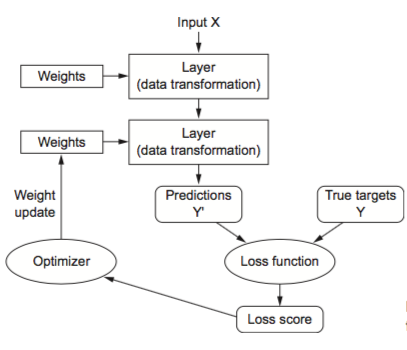 Input X
Weights
Layer
(data transformation)
Weights
Layer
(data transformation)
Weight
update
Predictions
Y'
True targets
Y
Optimizer
Loss function
Loss score